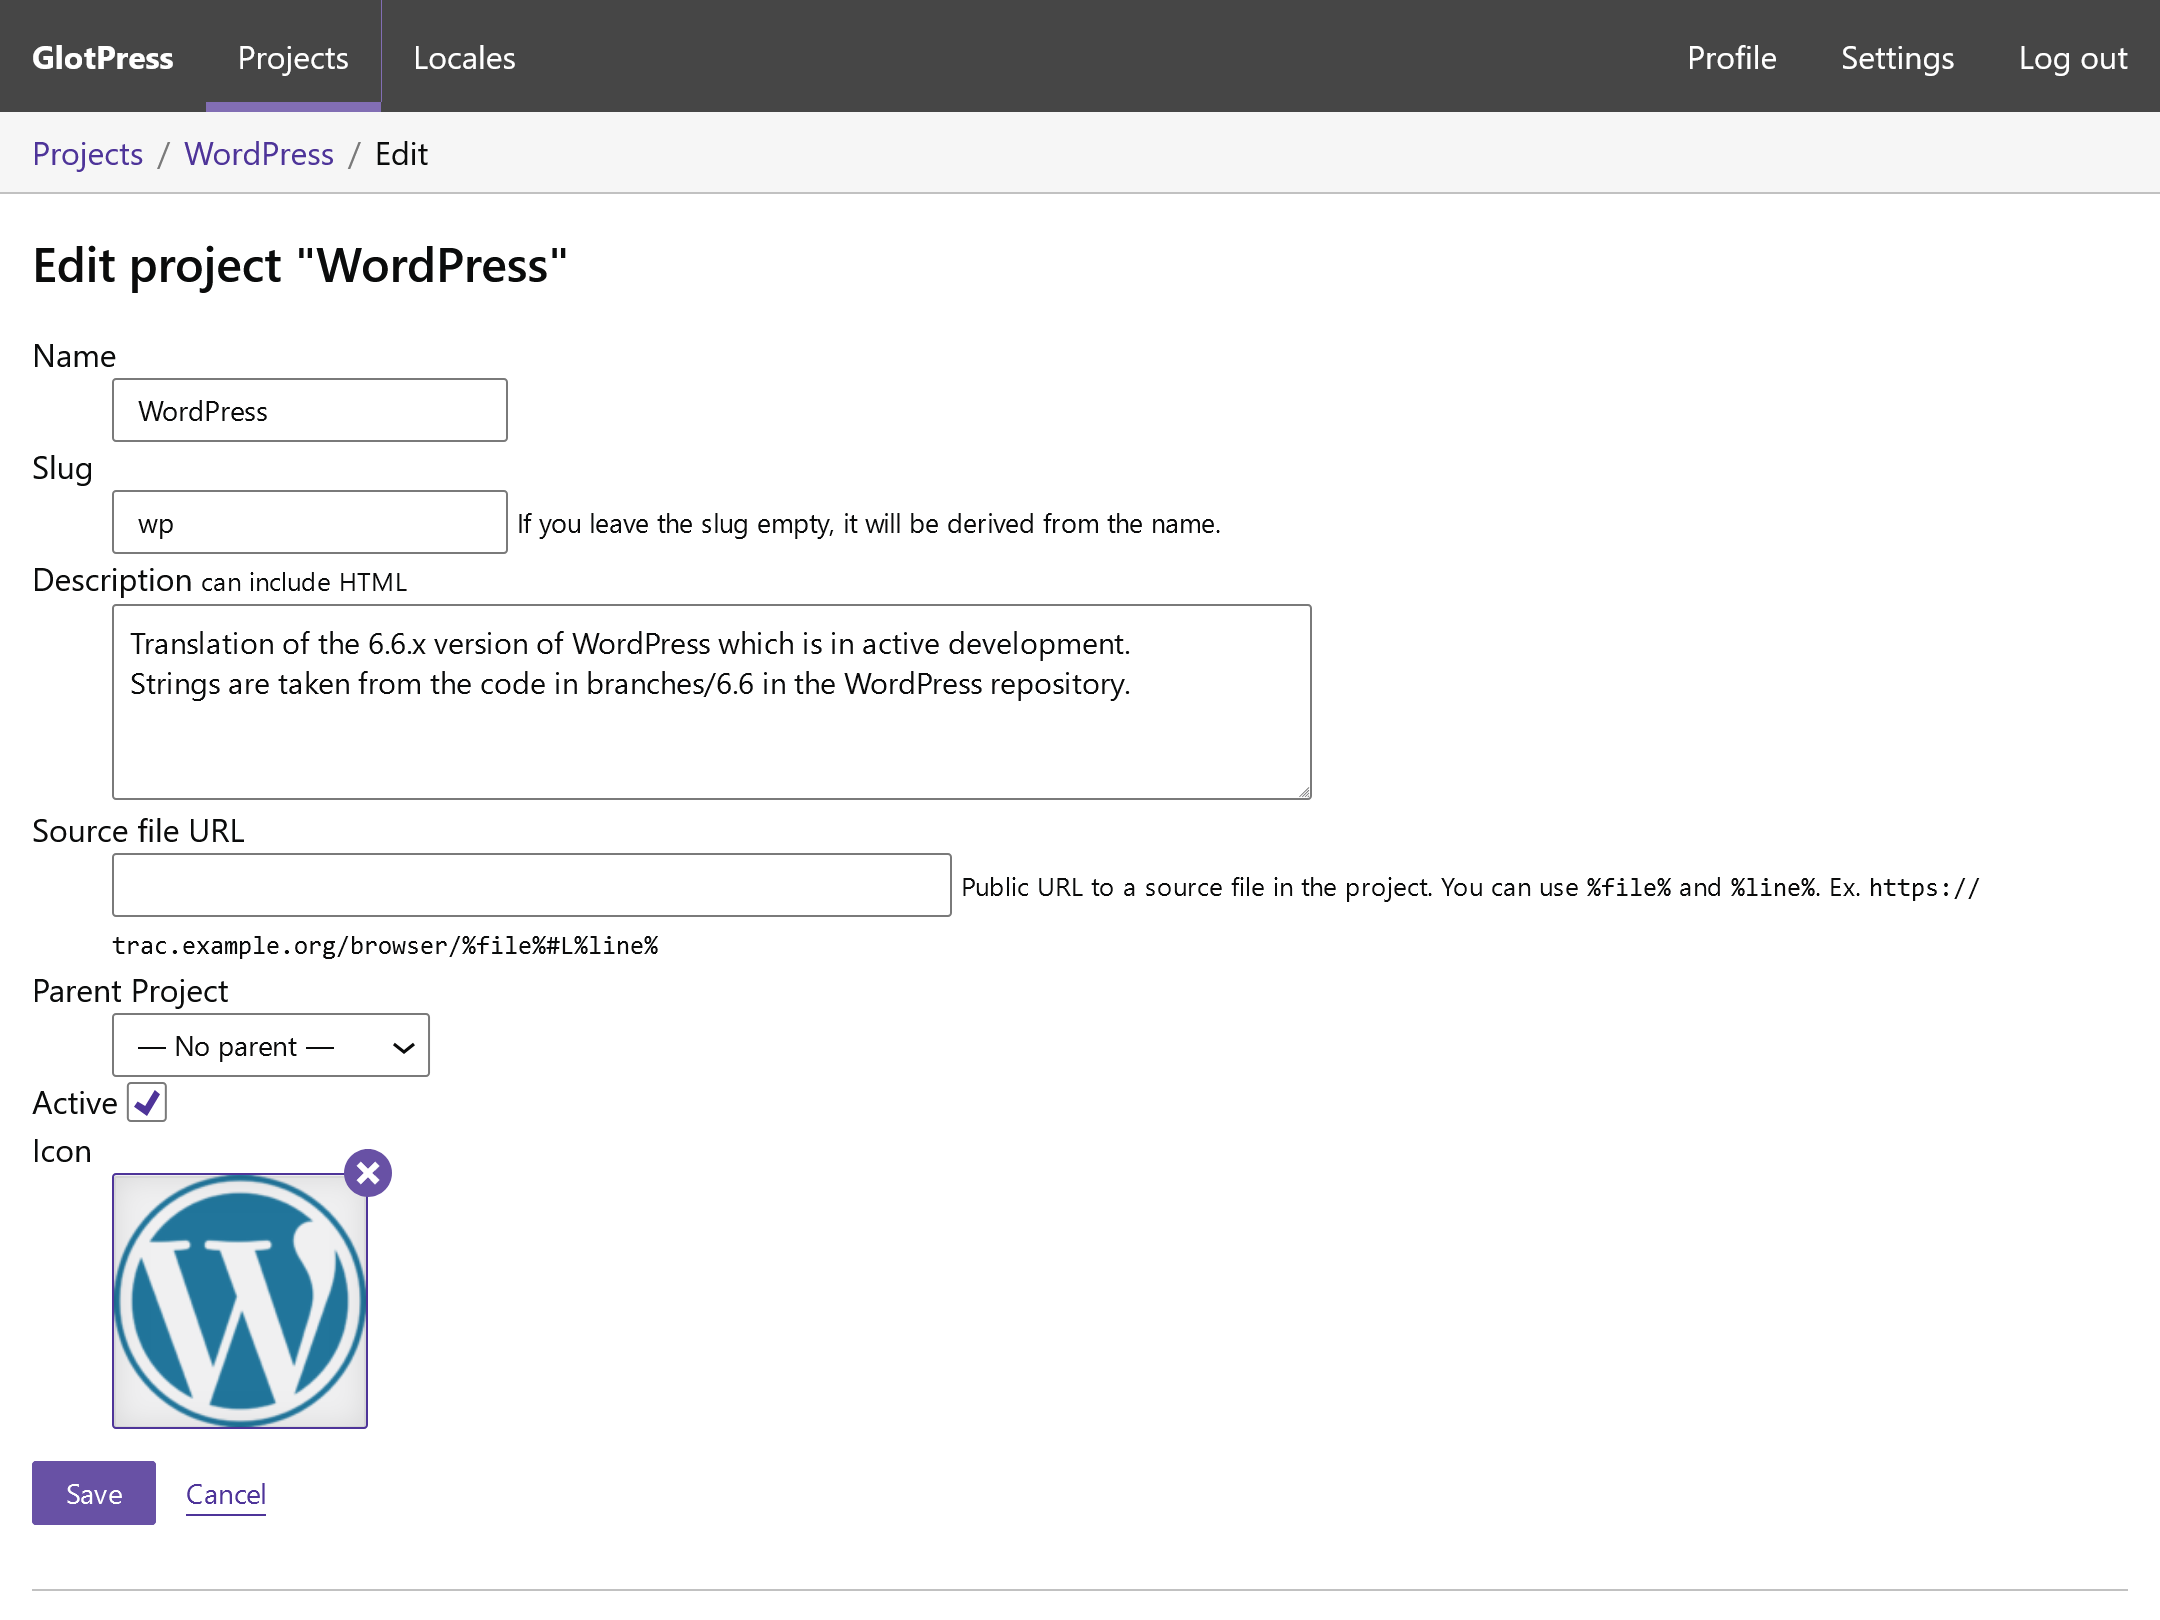 GlotPress Projects Locales Profile Settings Log out
Projects / WordPress / Edit
Edit project "WordPress"
Name
WordPress
Slug
wp If you leave the slug empty, it will be derived from the name.
Description can include HTML
Translation of the 6.6.x version of WordPress which is in active development.
Strings are taken from the code in branches/6.6 in the WordPress repository.
Source file URL
Public URL to a source file in the project. You can use %file% and %line%. Ex. https://
trac.example.org/browser/%file%#L%line%
Parent Project
— No parent —
Active
Icon
W
Save Cancel